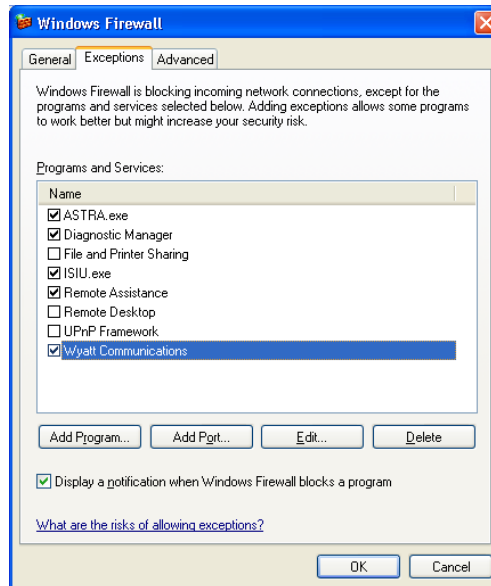 Windows Firewall
General Exceptions Advanced
Windows Firewall is blocking incoming network connections, except for the
programs and services selected below. Adding exceptions allows some programs
to work better but might increase your security risk.
Programs and Services:
Name
ASTRA.exe
Diagnostic Manager
File and Printer Sharing
ISIU.exe
Remote Assistance
Remote Desktop
UPnP Framework
Wyatt Communications
Add Program... Add Port... Edit... Delete
Display a notification when Windows Firewall blocks a program
What are the risks of allowing exceptions?
OK Cancel